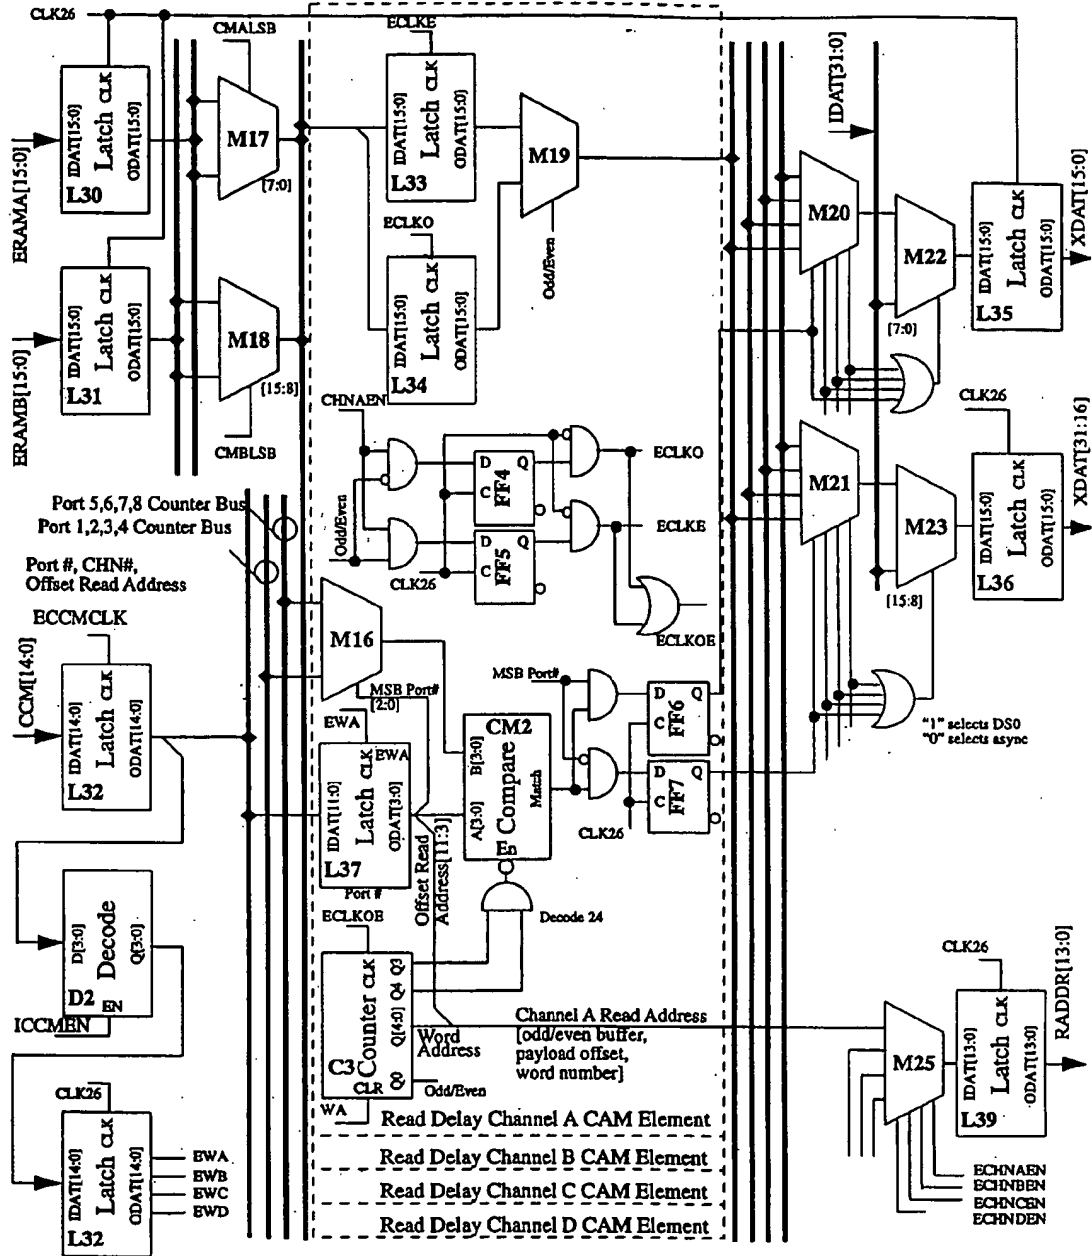 CLK26
CMALSB
ECLKE
IDAT[31:0]
ERAMA[15:0]
IDAT[15:0]
Latch CLK
ODAT[15:0]
L30
M17
[7:0]
IDAT[15:0]
Latch CLK
ODAT[15:0]
L33
M19
Odd/Even
M20
M22
[7:0]
IDAT[15:0]
Latch CLK
ODAT[15:0]
L35
XDAT[15:0]
ECLKO
ERAMB[15:0]
IDAT[15:0]
Latch CLK
ODAT[15:0]
L31
M18
[15:8]
CMBLSB
IDAT[15:0]
Latch CLK
ODAT[15:0]
L34
CHNAEN
Odd/Even
D Q
C FF4
D Q
C FF5
CLK26
ECLKO
ECLKE
ECLKOE
M21
M23
[15:8]
CLK26
IDAT[15:0]
Latch CLK
ODAT[15:0]
L36
XDAT[31:16]
Port 5,6,7,8 Counter Bus
Port 1,2,3,4 Counter Bus
Port #, CHN#,
Offset Read Address
ECCMCLK
CCM[14:0]
IDAT[14:0]
Latch CLK
ODAT[14:0]
L32
M16
MSB Port#
[2:0]
EWA
IDAT[11:0]
Latch CLK
EWA
ODAT[3:0]
L37
Port #
Offset Read
Address[11:3]
CM2
B[3:0]
A[3:0]
Compare
Match
En
MSB Port#
D Q
C FF6
D Q
C FF7
CLK26
"1" selects DS0
"0" selects async
Decode 24
D[3:0]
Decode
Q[3:0]
D2
EN
ICCMEN
ECLKOE
Counter CLK
Q3
Q4
Q[4:0]
Q0
C3
CLR
WA
Word
Address
Odd/Even
Channel A Read Address
[odd/even buffer,
payload offset,
word number]
M25
CLK26
IDAT[13:0]
Latch CLK
ODAT[13:0]
L39
RADDR[13:0]
CLK26
IDAT[14:0]
Latch CLK
ODAT[14:0]
L32
EWA
EWB
EWC
EWD
Read Delay Channel A CAM Element
Read Delay Channel B CAM Element
Read Delay Channel C CAM Element
Read Delay Channel D CAM Element
ECHNAEN
ECHNBEN
ECHNCEN
ECHNDEN